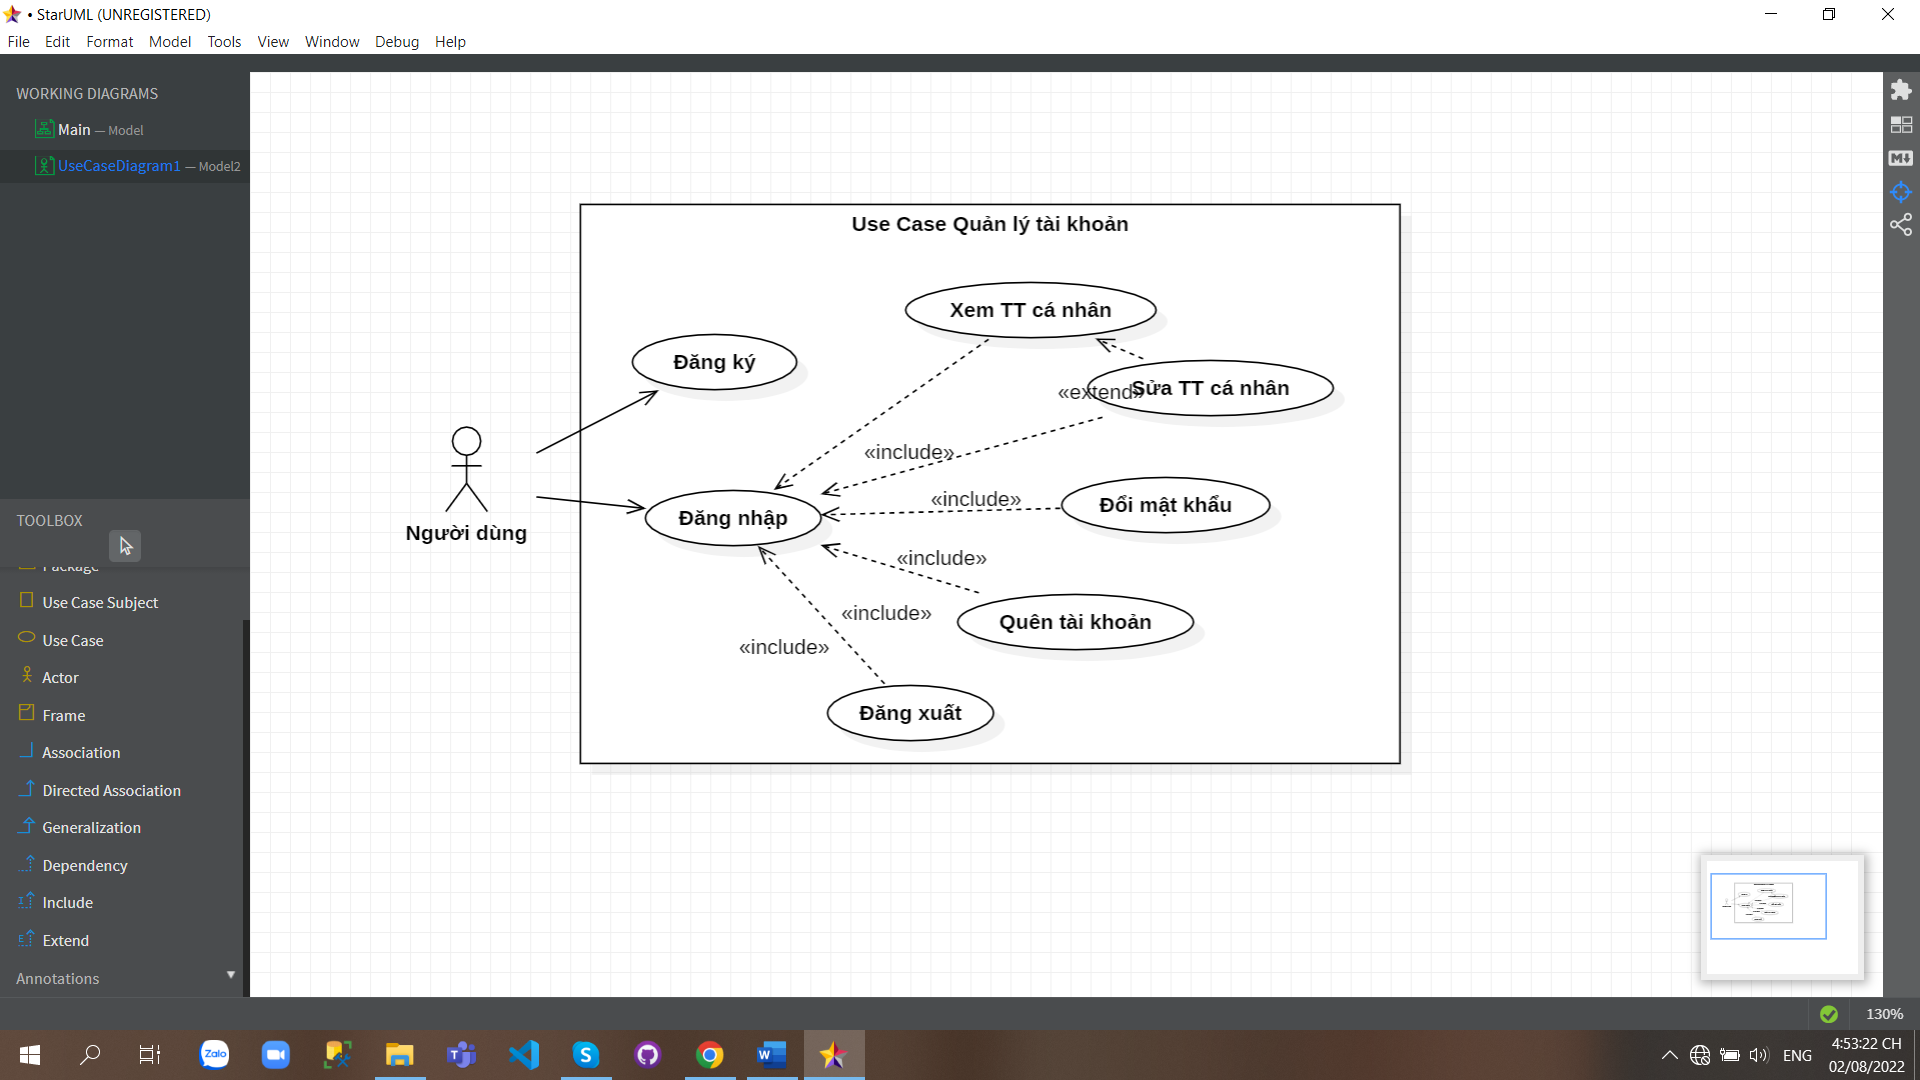 • StarUML (UNREGISTERED)
File Edit Format Model Tools View Window Debug Help
WORKING DIAGRAMS
Main — Model
UseCaseDiagram1 — Model2
TOOLBOX
Package
Use Case Subject
Use Case
Actor
Frame
Association
Directed Association
Generalization
Dependency
Include
Extend
Annotations
Use Case Quản lý tài khoản
Xem TT cá nhân
Đăng ký
Sửa TT cá nhân
«extend»
«include»
«include»
Đổi mật khẩu
Đăng nhập
Người dùng
«include»
«include»
Quên tài khoản
«include»
Đăng xuất
130%
Zalo
ENG
4:53:22 CH
02/08/2022